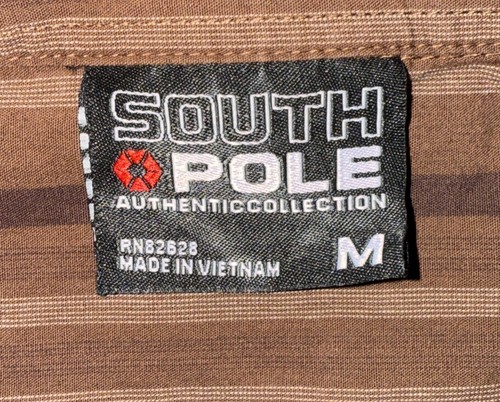 SOUTH
POLE
AUTHENTICCOLLECTION
RN82628
MADE IN VIETNAM
M